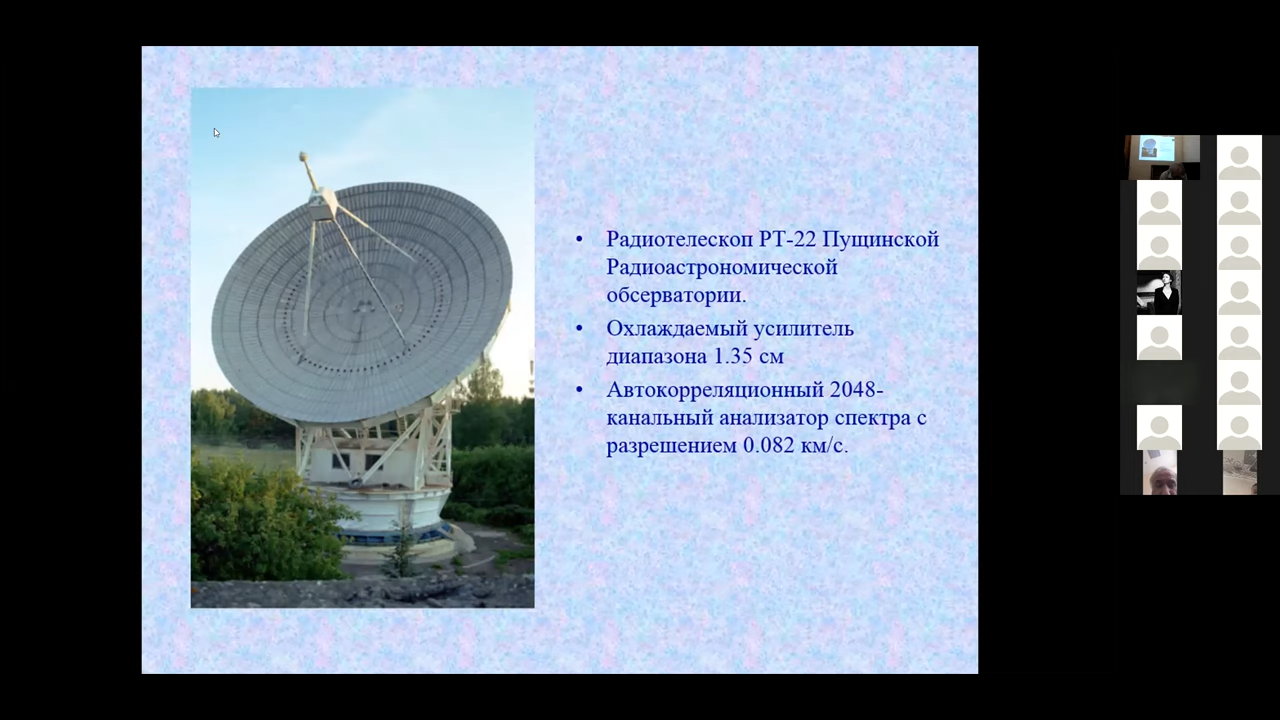 • Радиотелескоп РТ-22 Пущинской
Радиоастрономической
обсерватории.
• Охлаждаемый усилитель
диапазона 1.35 см
• Автокорреляционный 2048-
канальный анализатор спектра с
разрешением 0.082 км/с.